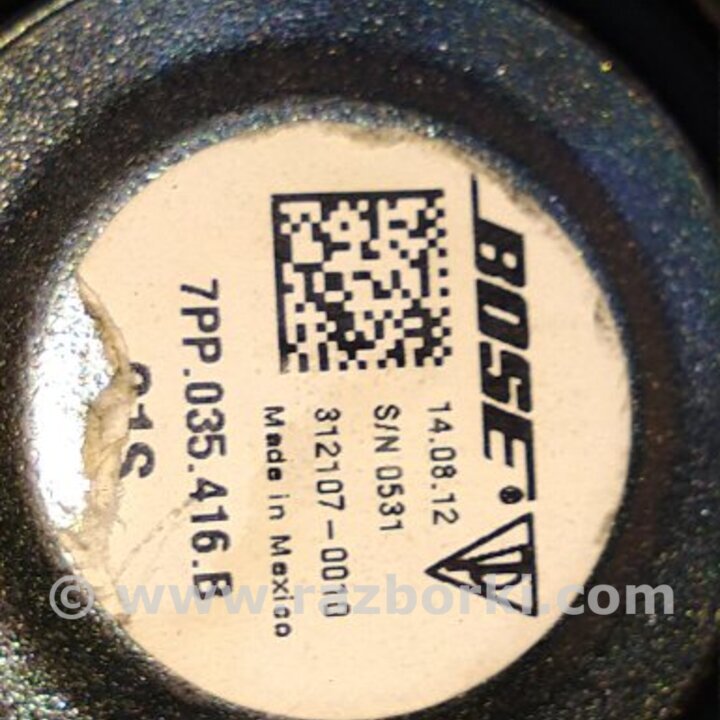 BOSE®
14.08.12
S/N 0531
312107-0010
Made in Mexico
7PP.035.416.B
© www.razborki.com